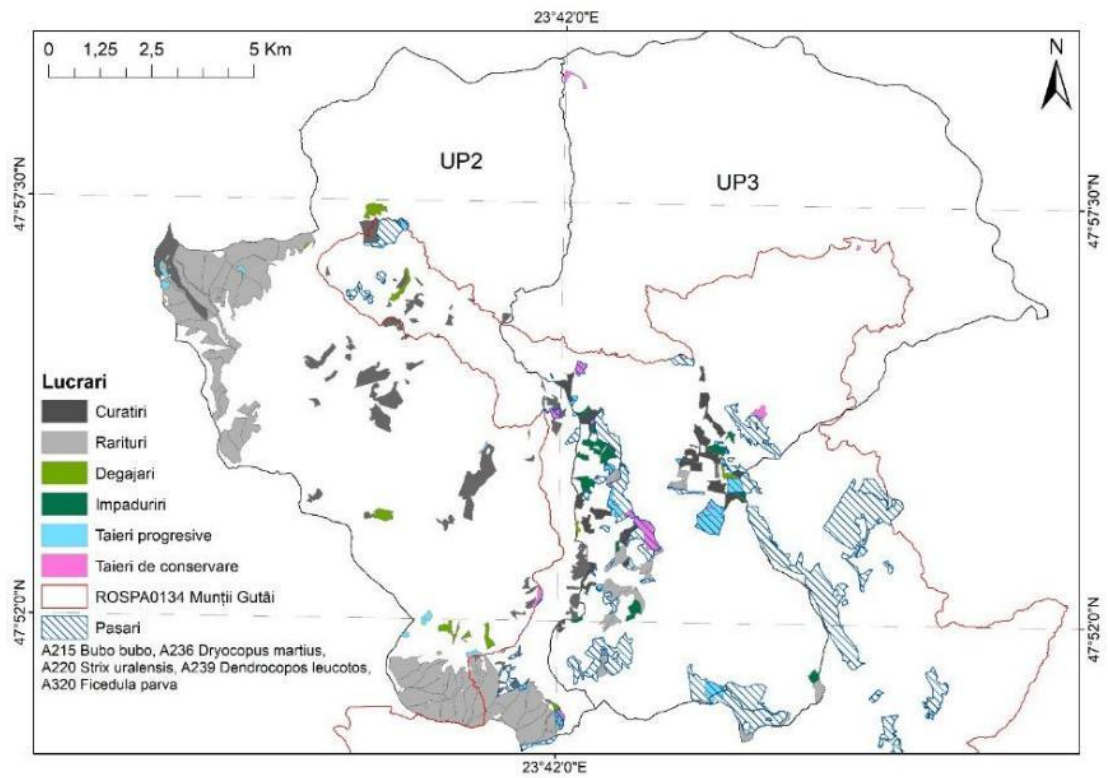 23°42'0"E
0 1,25 2,5 5 Km
N
UP2
UP3
47°57'30"N
47°57'30"N
Lucrari
Curatiri
Rarituri
Degajari
Impaduriri
Taieri progresive
Taieri de conservare
ROSPA0134 Munții Gutâi
Pasari
A215 Bubo bubo, A236 Dryocopus martius,
A220 Strix uralensis, A239 Dendrocopos leucotos,
A320 Ficedula parva
47°52'0"N
47°52'0"N
23°42'0"E